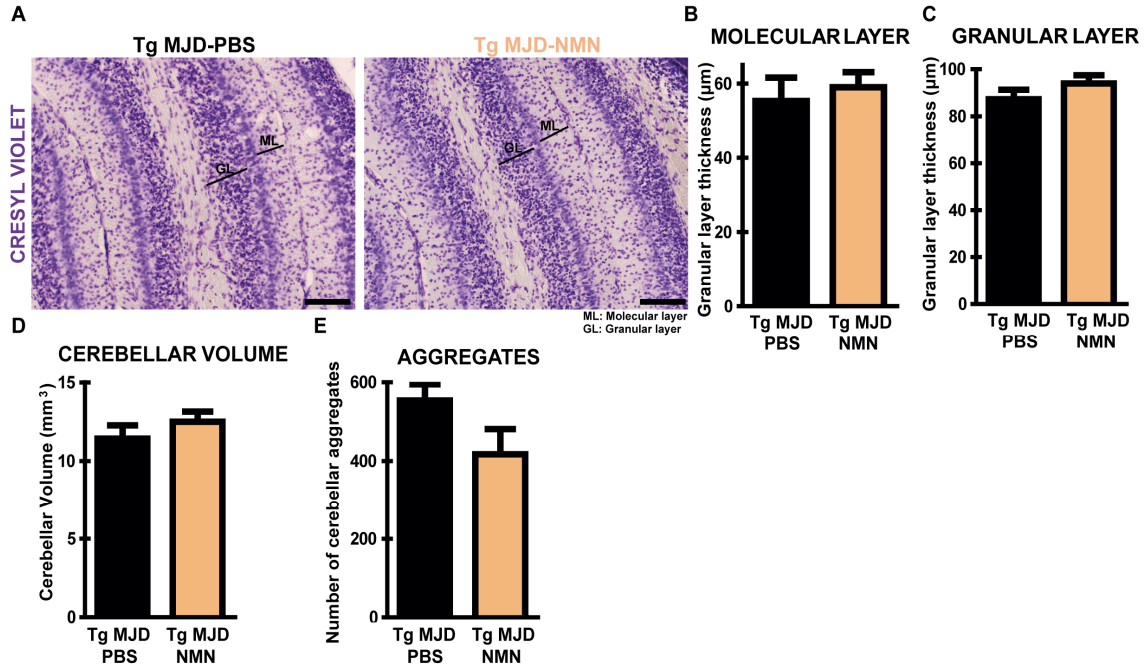 A
Tg MJD-PBS
Tg MJD-NMN
CRESYL VIOLET
ML
GL
ML
GL
ML: Molecular layer
GL: Granular layer
B
MOLECULAR LAYER
Granular layer thickness (µm)
60
40
20
0
Tg MJD
PBS
Tg MJD
NMN
C
GRANULAR LAYER
Granular layer thickness (µm)
100
80
60
40
20
0
Tg MJD
PBS
Tg MJD
NMN
D
CEREBELLAR VOLUME
Cerebellar Volume (mm³)
15
10
5
0
Tg MJD
PBS
Tg MJD
NMN
E
AGGREGATES
Number of cerebellar aggregates
600
400
200
0
Tg MJD
PBS
Tg MJD
NMN